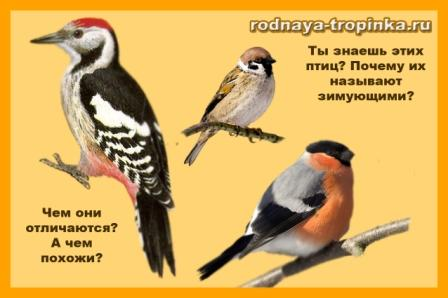 rodnaya-tropinka.ru
Ты знаешь этих
птиц? Почему их
называют
зимующими?
Чем они
отличаются?
А чем
похожи?